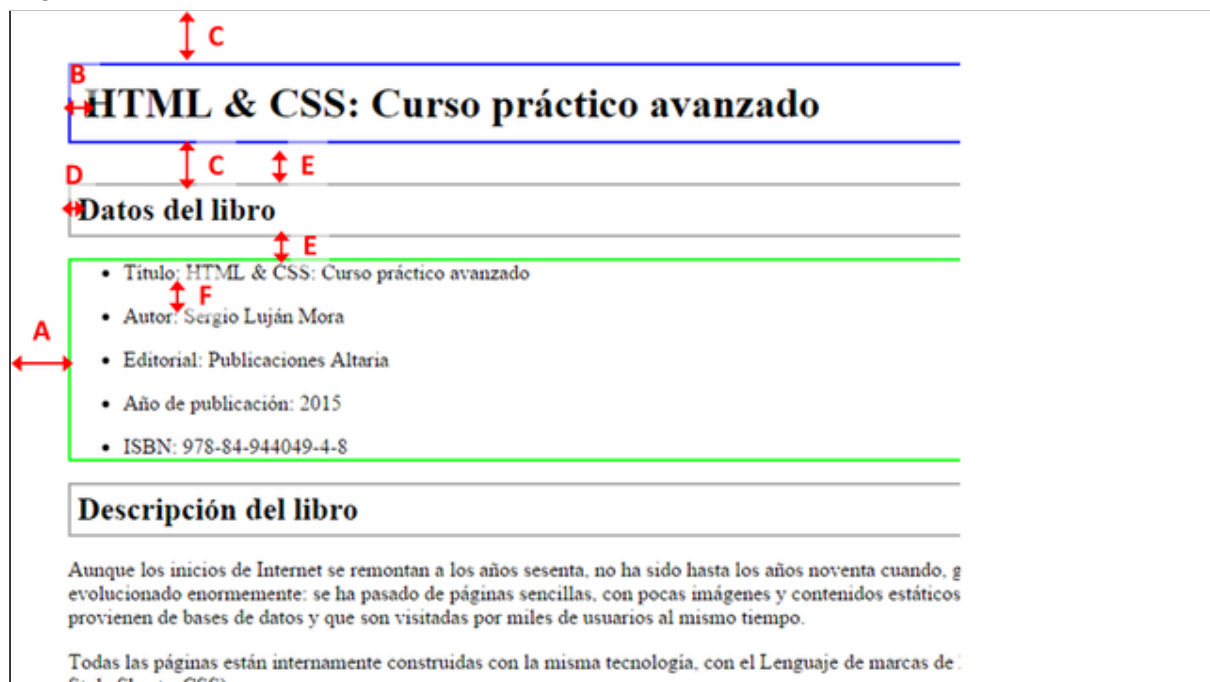 C
B
HTML & CSS: Curso práctico avanzado
C E
D
Datos del libro
E
• Título: HTML & CSS: Curso práctico avanzado
F
• Autor: Sergio Luján Mora
A
• Editorial: Publicaciones Altaria
• Año de publicación: 2015
• ISBN: 978-84-944049-4-8
Descripción del libro
Aunque los inicios de Internet se remontan a los años sesenta, no ha sido hasta los años noventa cuando, g
evolucionado enormemente: se ha pasado de páginas sencillas, con pocas imágenes y contenidos estáticos
provienen de bases de datos y que son visitadas por miles de usuarios al mismo tiempo.
Todas las páginas están internamente construidas con la misma tecnología, con el Lenguaje de marcas de